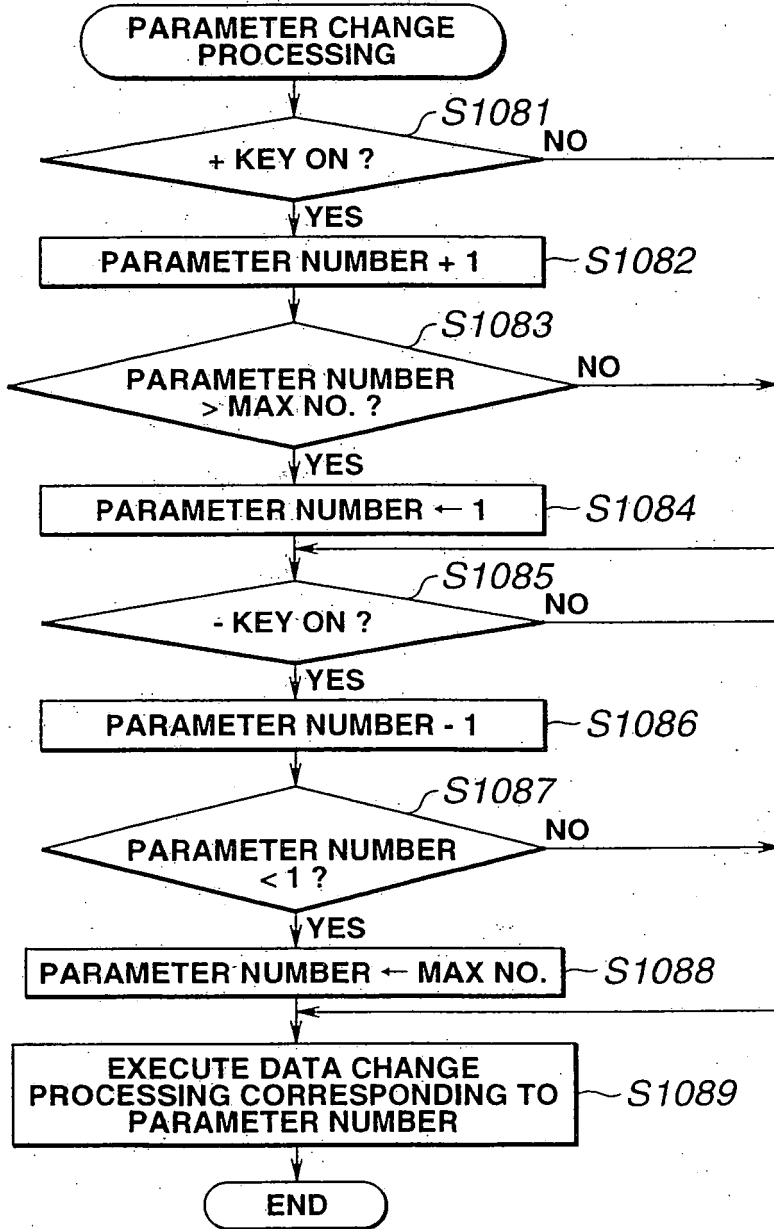 PARAMETER CHANGE
PROCESSING
S1081
+ KEY ON ?
NO
YES
PARAMETER NUMBER + 1
S1082
S1083
PARAMETER NUMBER
> MAX NO. ?
NO
YES
PARAMETER NUMBER ← 1
S1084
S1085
- KEY ON ?
NO
YES
PARAMETER NUMBER - 1
S1086
S1087
PARAMETER NUMBER
< 1 ?
NO
YES
PARAMETER NUMBER ← MAX NO.
S1088
EXECUTE DATA CHANGE
PROCESSING CORRESPONDING TO
PARAMETER NUMBER
S1089
END